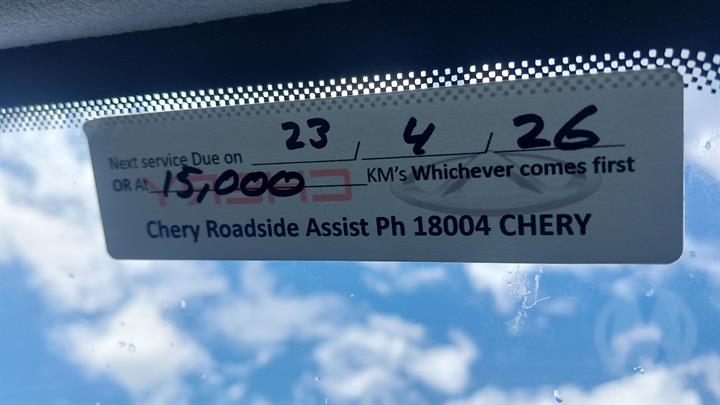 Next service Due on 23 / 4 / 26
OR At 15,000 KM's Whichever comes first
CHERY
Chery Roadside Assist Ph 18004 CHERY